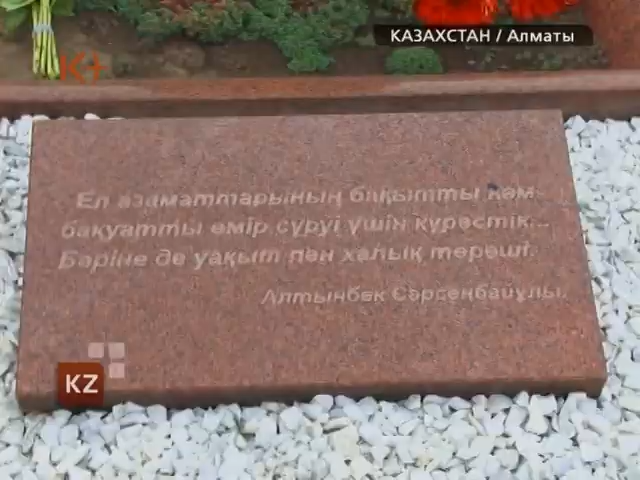 КАЗАХСТАН / Алматы
K+
Ел азаматтарының бақытты һәм
бақуатты өмір сүруі үшін күрестік...
Бәріне де уақыт пен халық төреші.
Алтынбек Сәрсенбайұлы.
KZ